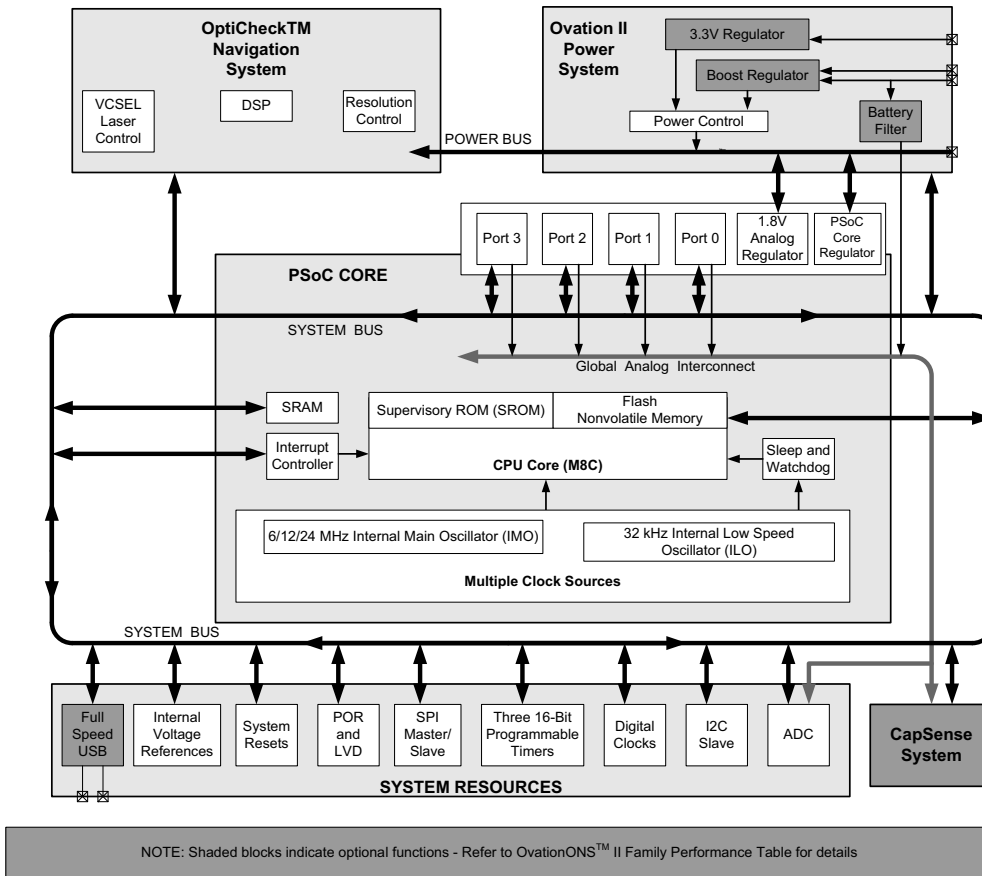 OptiCheckTM
Navigation
System
VCSEL
Laser
Control
DSP
Resolution
Control
Ovation II
Power
System
3.3V Regulator
Boost Regulator
Battery
Filter
Power Control
POWER BUS
Port 3
Port 2
Port 1
Port 0
1.8V
Analog
Regulator
PSoC
Core
Regulator
PSoC CORE
SYSTEM BUS
Global Analog Interconnect
SRAM
Interrupt
Controller
Supervisory ROM (SROM)
Flash
Nonvolatile Memory
CPU Core (M8C)
Sleep and
Watchdog
6/12/24 MHz Internal Main Oscillator (IMO)
32 kHz Internal Low Speed
Oscillator (ILO)
Multiple Clock Sources
SYSTEM BUS
Full
Speed
USB
Internal
Voltage
References
System
Resets
POR
and
LVD
SPI
Master/
Slave
Three 16-Bit
Programmable
Timers
Digital
Clocks
I2C
Slave
ADC
SYSTEM RESOURCES
CapSense
System
NOTE: Shaded blocks indicate optional functions - Refer to OvationONS™ II Family Performance Table for details